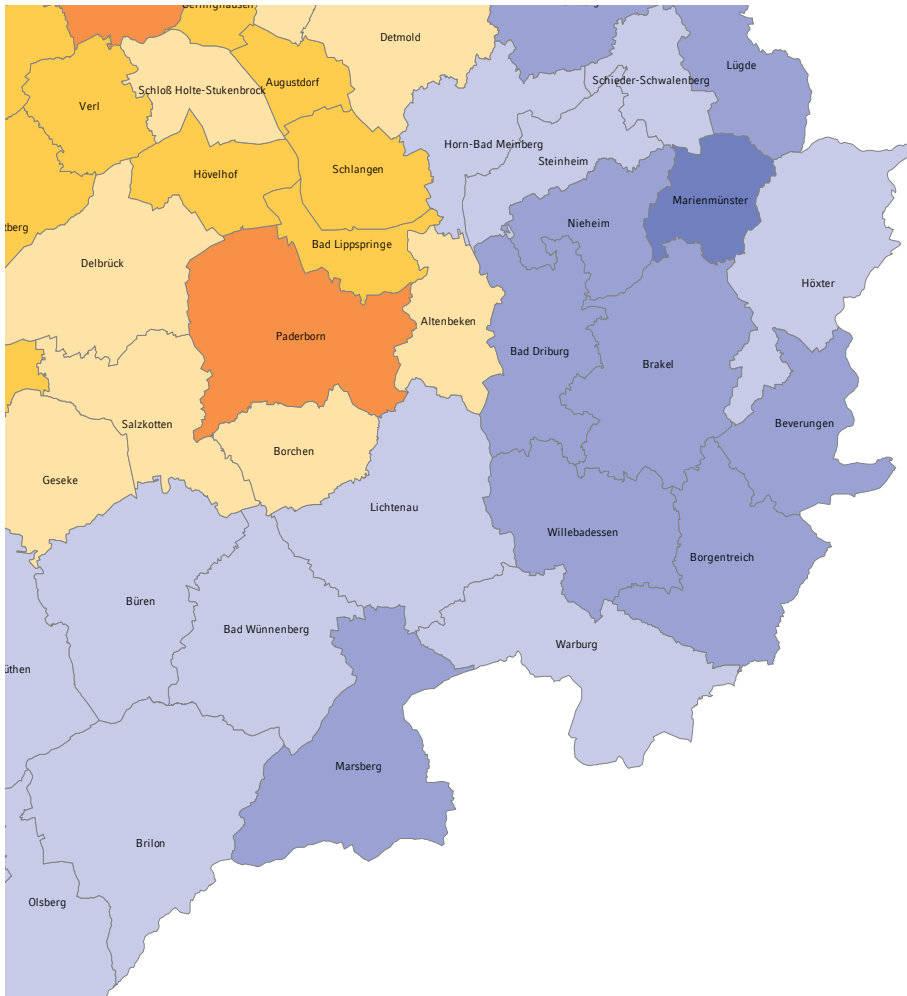 Detmold
Lügde
Schieder-Schwalenberg
Augustdorf
Schloß Holte-Stukenbrock
Verl
Horn-Bad Meinberg
Steinheim
Schlangen
Hövelhof
Marienmünster
Nieheim
zberg
Bad Lippspringe
Delbrück
Höxter
Altenbeken
Paderborn
Bad Driburg
Brakel
Salzkotten
Beverungen
Borchen
Geseke
Lichtenau
Willebadessen
Borgentreich
Büren
Bad Wünnenberg
Warburg
üthen
Marsberg
Brilon
Olsberg